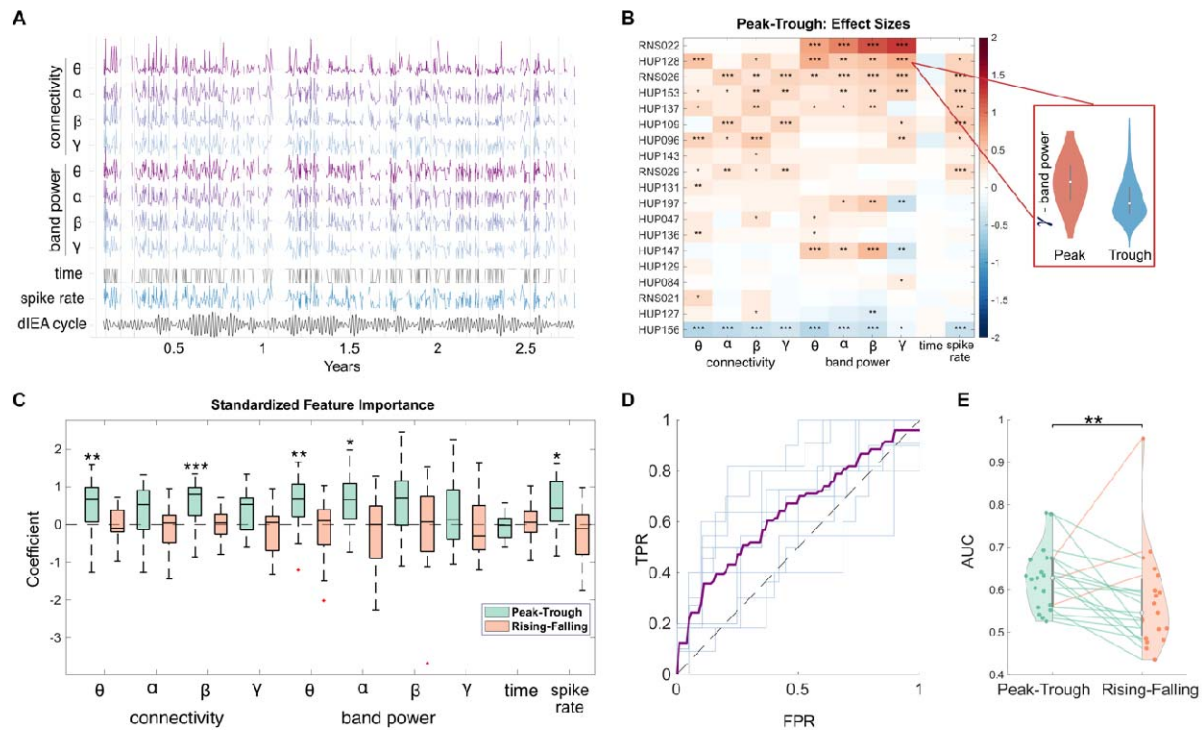 A
connectivity
θ
α
β
γ
band power
θ
α
β
γ
time
spike rate
dIEA cycle
0.5 1 1.5 2 2.5
Years
B
Peak-Trough: Effect Sizes
RNS022 *** *** *** ***
HUP128 *** * *** ** ** *** *
RNS026 *** ** *** ** *** *** *** ***
HUP153 * * ** ** ** ** *** ***
HUP137 * ** * * ** **
HUP109 *** *** * ***
HUP096 *** * *** ** *
HUP143 *
RNS029 * ** * ** ***
HUP131 **
HUP197 * ** **
HUP047 * *
HUP136 ** *
HUP147 *** ** *** **
HUP129
HUP084 *
RNS021 *
HUP127 * **
HUP156 *** *** *** *** *** *** *** * ***
θ α β γ θ α β γ time spike rate
connectivity band power
2
1.5
1
0.5
0
-0.5
-1
-1.5
-2
γ - band power
Peak Trough
C
Standardized Feature Importance
Coefficient
2
1
0
-1
-2
-3
** *** ** * *
Peak-Trough
Rising-Falling
θ α β γ θ α β γ time spike rate
connectivity band power
D
TPR
1
0.8
0.6
0.4
0.2
0
0 0.5 1
FPR
E
**
AUC
1
0.9
0.8
0.7
0.6
0.5
0.4
Peak-Trough Rising-Falling